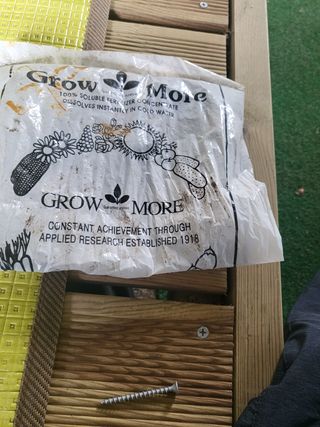 Grow More
100% SOLUBLE FERTILIZER CONCENTRATE
DISSOLVES INSTANTLY IN COLD WATER
GROW MORE
CONSTANT ACHIEVEMENT THROUGH
APPLIED RESEARCH ESTABLISHED 1918